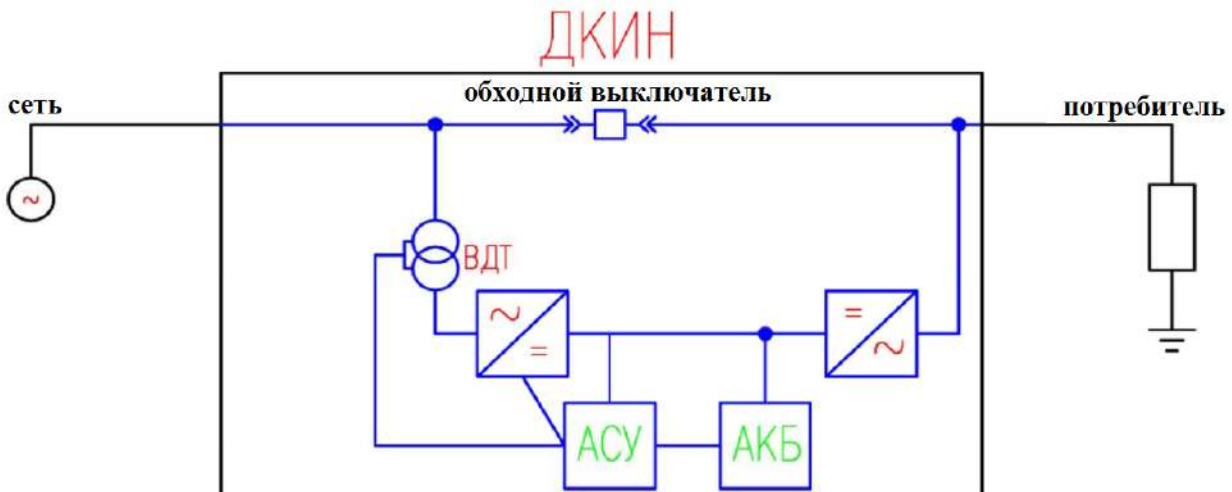 ДКИН
обходной выключатель
сеть
потребитель
~
ВДТ
~
=
=
~
АСУ
АКБ